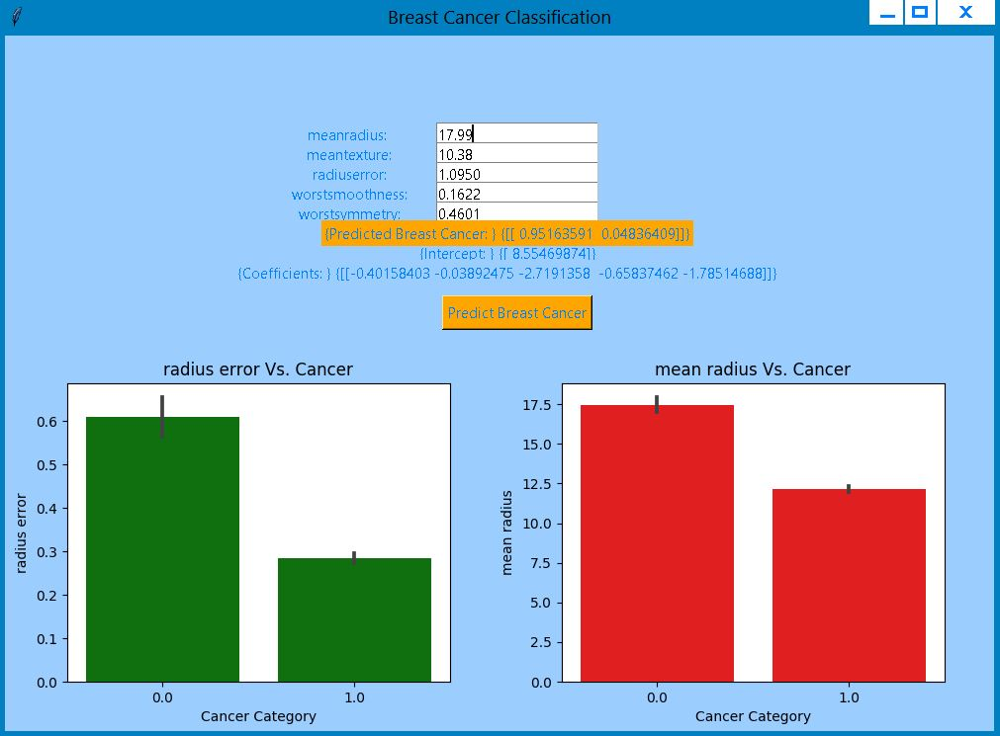 Breast Cancer Classification
meanradius: 17.99
meantexture: 10.38
radiuserror: 1.0950
worstsmoothness: 0.1622
worstsymmetry: 0.4601
{Predicted Breast Cancer: } {[[ 0.95163591  0.04836409]]}
{Intercept: } {[ 8.55469874]}
{Coefficients: } {[[-0.40158403 -0.03892475 -2.7191358  -0.65837462 -1.78514688]]}
Predict Breast Cancer
radius error Vs. Cancer
radius error
0.6
0.5
0.4
0.3
0.2
0.1
0.0
0.0 1.0
Cancer Category
mean radius Vs. Cancer
mean radius
17.5
15.0
12.5
10.0
7.5
5.0
2.5
0.0
0.0 1.0
Cancer Category